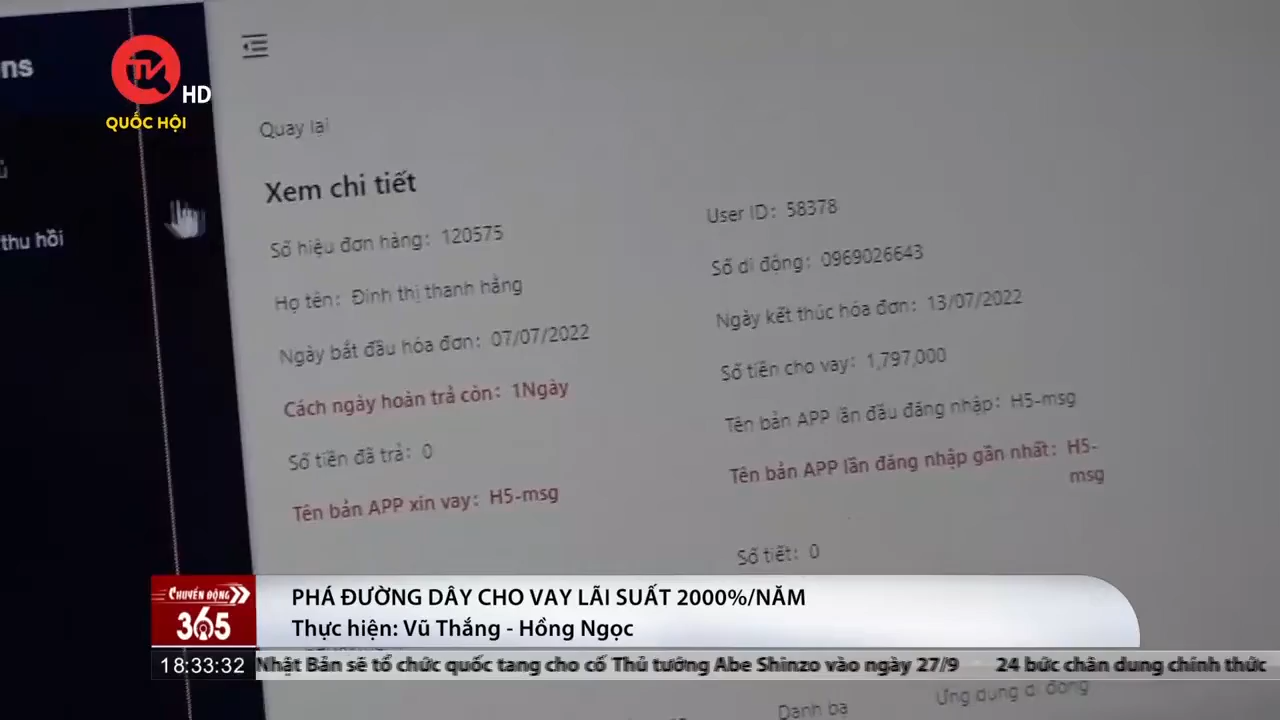 ns
TV
HD
QUỐC HỘI
thu hồi
Quay lại
Xem chi tiết
Số hiệu đơn hàng: 120575
User ID: 58378
Họ tên: Đinh thị thanh hằng
Số di động: 0969026643
Ngày bắt đầu hóa đơn: 07/07/2022
Ngày kết thúc hóa đơn: 13/07/2022
Cách ngày hoàn trả còn: 1Ngày
Số tiền cho vay: 1,797,000
Số tiền đã trả: 0
Tên bản APP lần đầu đăng nhập: H5-msg
Tên bản APP xin vay: H5-msg
Tên bản APP lần đăng nhập gần nhất: H5-
msg
Số tiết: 0
CHUYỂN ĐỘNG
365
PHÁ ĐƯỜNG DÂY CHO VAY LÃI SUẤT 2000%/NĂM
Thực hiện: Vũ Thắng - Hồng Ngọc
18:33:32
Nhật Bản sẽ tổ chức quốc tang cho cố Thủ tướng Abe Shinzo vào ngày 27/9 24 bức chân dung chính thức
Danh bạ
Ứng dụng di động